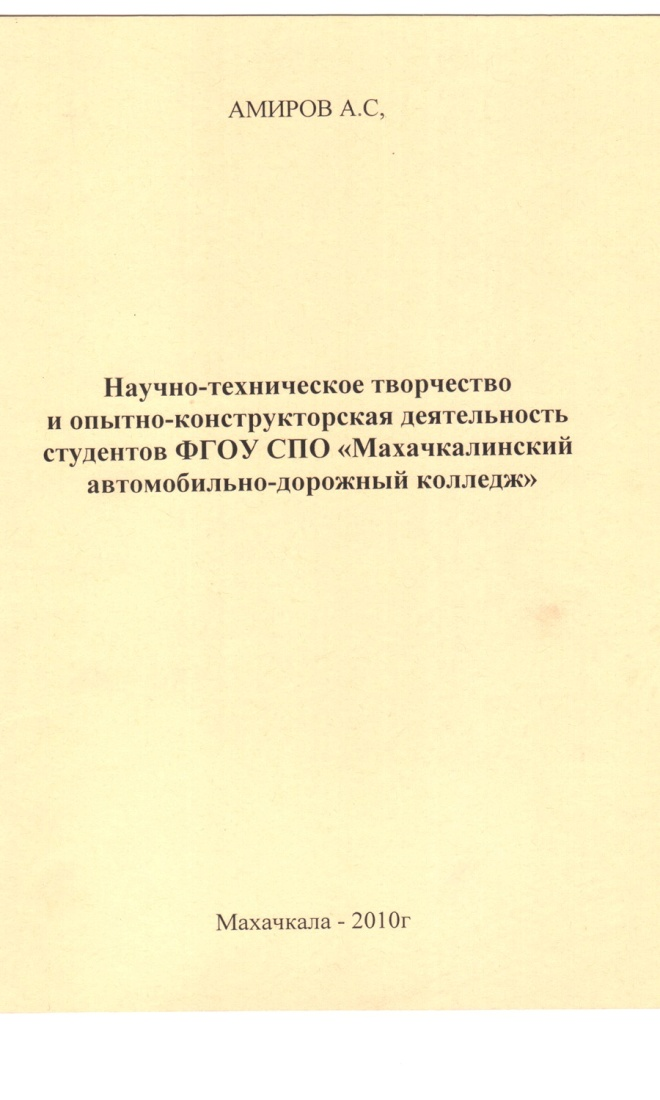 АМИРОВ А.С,
Научно-техническое творчество
и опытно-конструкторская деятельность
студентов ФГОУ СПО «Махачкалинский
автомобильно-дорожный колледж»
Махачкала - 2010г